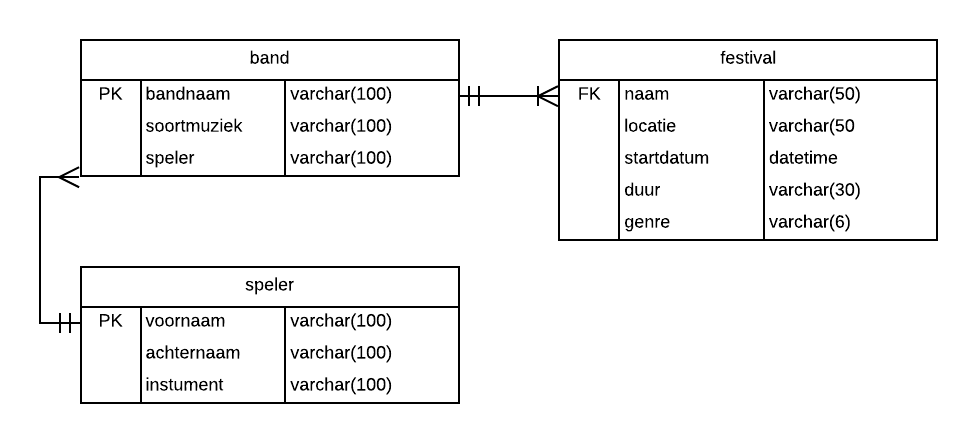 band
PK bandnaam varchar(100)
soortmuziek varchar(100)
speler varchar(100)
festival
FK naam varchar(50)
locatie varchar(50
startdatum datetime
duur varchar(30)
genre varchar(6)
speler
PK voornaam varchar(100)
achternaam varchar(100)
instument varchar(100)